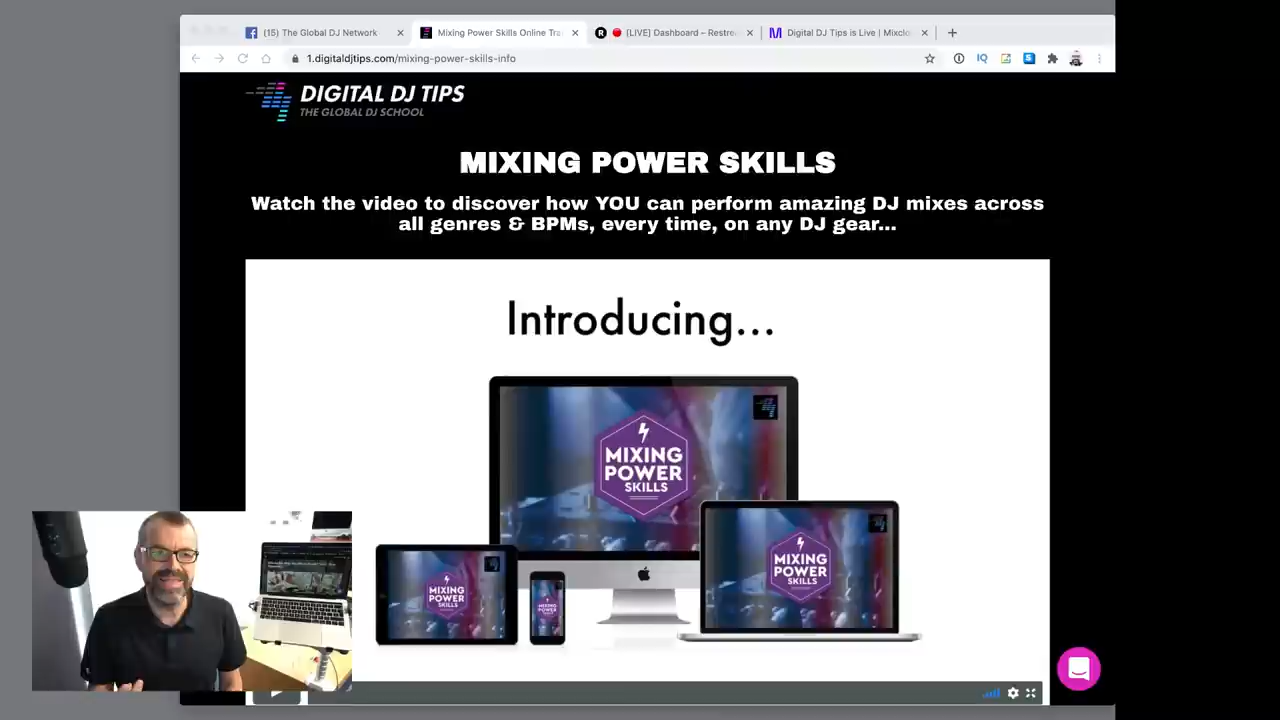 (15) The Global DJ Network
Mixing Power Skills Online Tra
[LIVE] Dashboard – Restre
Digital DJ Tips is Live | Mixclo
1.digitaldjtips.com/mixing-power-skills-info
DIGITAL DJ TIPS
THE GLOBAL DJ SCHOOL
MIXING POWER SKILLS
Watch the video to discover how YOU can perform amazing DJ mixes across
all genres & BPMs, every time, on any DJ gear...
Introducing...
MIXING
POWER
SKILLS
MIXING
POWER
SKILLS
MIXING
POWER
SKILLS
MIXING
POWER
SKILLS